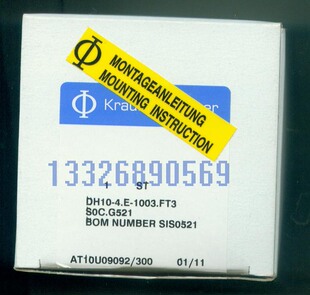 MONTAGEANLEITUNG
MOUNTING INSTRUCTION
13326890569
1 ST
DH10-4.E-1003.FT3
S0C.G521
BOM NUMBER SIS0521
AT10U09092/300 01/11